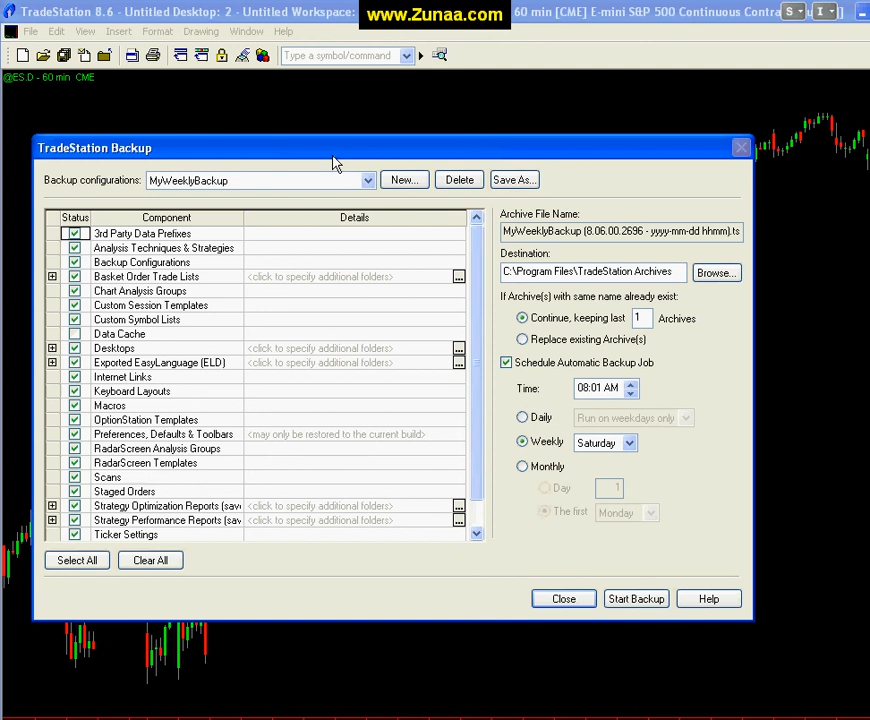 TradeStation 8.6 - Untitled Desktop: 2 - Untitled Workspace:
www.Zunaa.com
60 min [CME] E-mini S&P 500 Continuous Contra
S
I
File Edit View Insert Format Drawing Window Help
Type a symbol/command
@ES.D - 60 min CME
TradeStation Backup
Backup configurations: MyWeeklyBackup New... Delete Save As...
Status Component Details
3rd Party Data Prefixes
Analysis Techniques & Strategies
Backup Configurations
Basket Order Trade Lists <click to specify additional folders> ...
Chart Analysis Groups
Custom Session Templates
Custom Symbol Lists
Data Cache
Desktops <click to specify additional folders> ...
Exported EasyLanguage (ELD) <click to specify additional folders> ...
Internet Links
Keyboard Layouts
Macros
OptionStation Templates
Preferences, Defaults & Toolbars <may only be restored to the current build>
RadarScreen Analysis Groups
RadarScreen Templates
Scans
Staged Orders
Strategy Optimization Reports (sav <click to specify additional folders> ...
Strategy Performance Reports (sav <click to specify additional folders> ...
Ticker Settings
Select All Clear All
Archive File Name:
MyWeeklyBackup (8.06.00.2696 - yyyy-mm-dd hhmm).ts
Destination:
C:\Program Files\TradeStation Archives Browse...
If Archive(s) with same name already exist:
Continue, keeping last 1 Archives
Replace existing Archive(s)
Schedule Automatic Backup Job
Time: 08:01 AM
Daily Run on weekdays only
Weekly Saturday
Monthly
Day 1
The first Monday
Close Start Backup Help